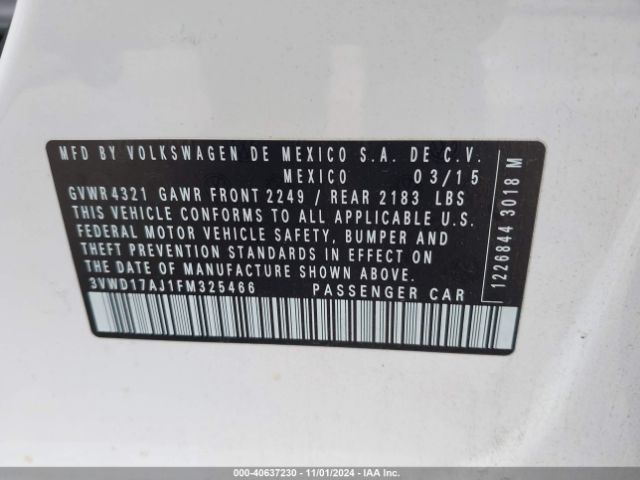 MFD BY VOLKSWAGEN DE MEXICO S.A. DE C.V.
MEXICO 03/15
GVWR 4321 GAWR FRONT 2249 / REAR 2183 LBS
THIS VEHICLE CONFORMS TO ALL APPLICABLE U.S.
FEDERAL MOTOR VEHICLE SAFETY, BUMPER AND
THEFT PREVENTION STANDARDS IN EFFECT ON
THE DATE OF MANUFACTURE SHOWN ABOVE.
3VWD17AJ1FM325466 PASSENGER CAR
1226844 3018 M
000-40637230 - 11/01/2024 - IAAI.COM